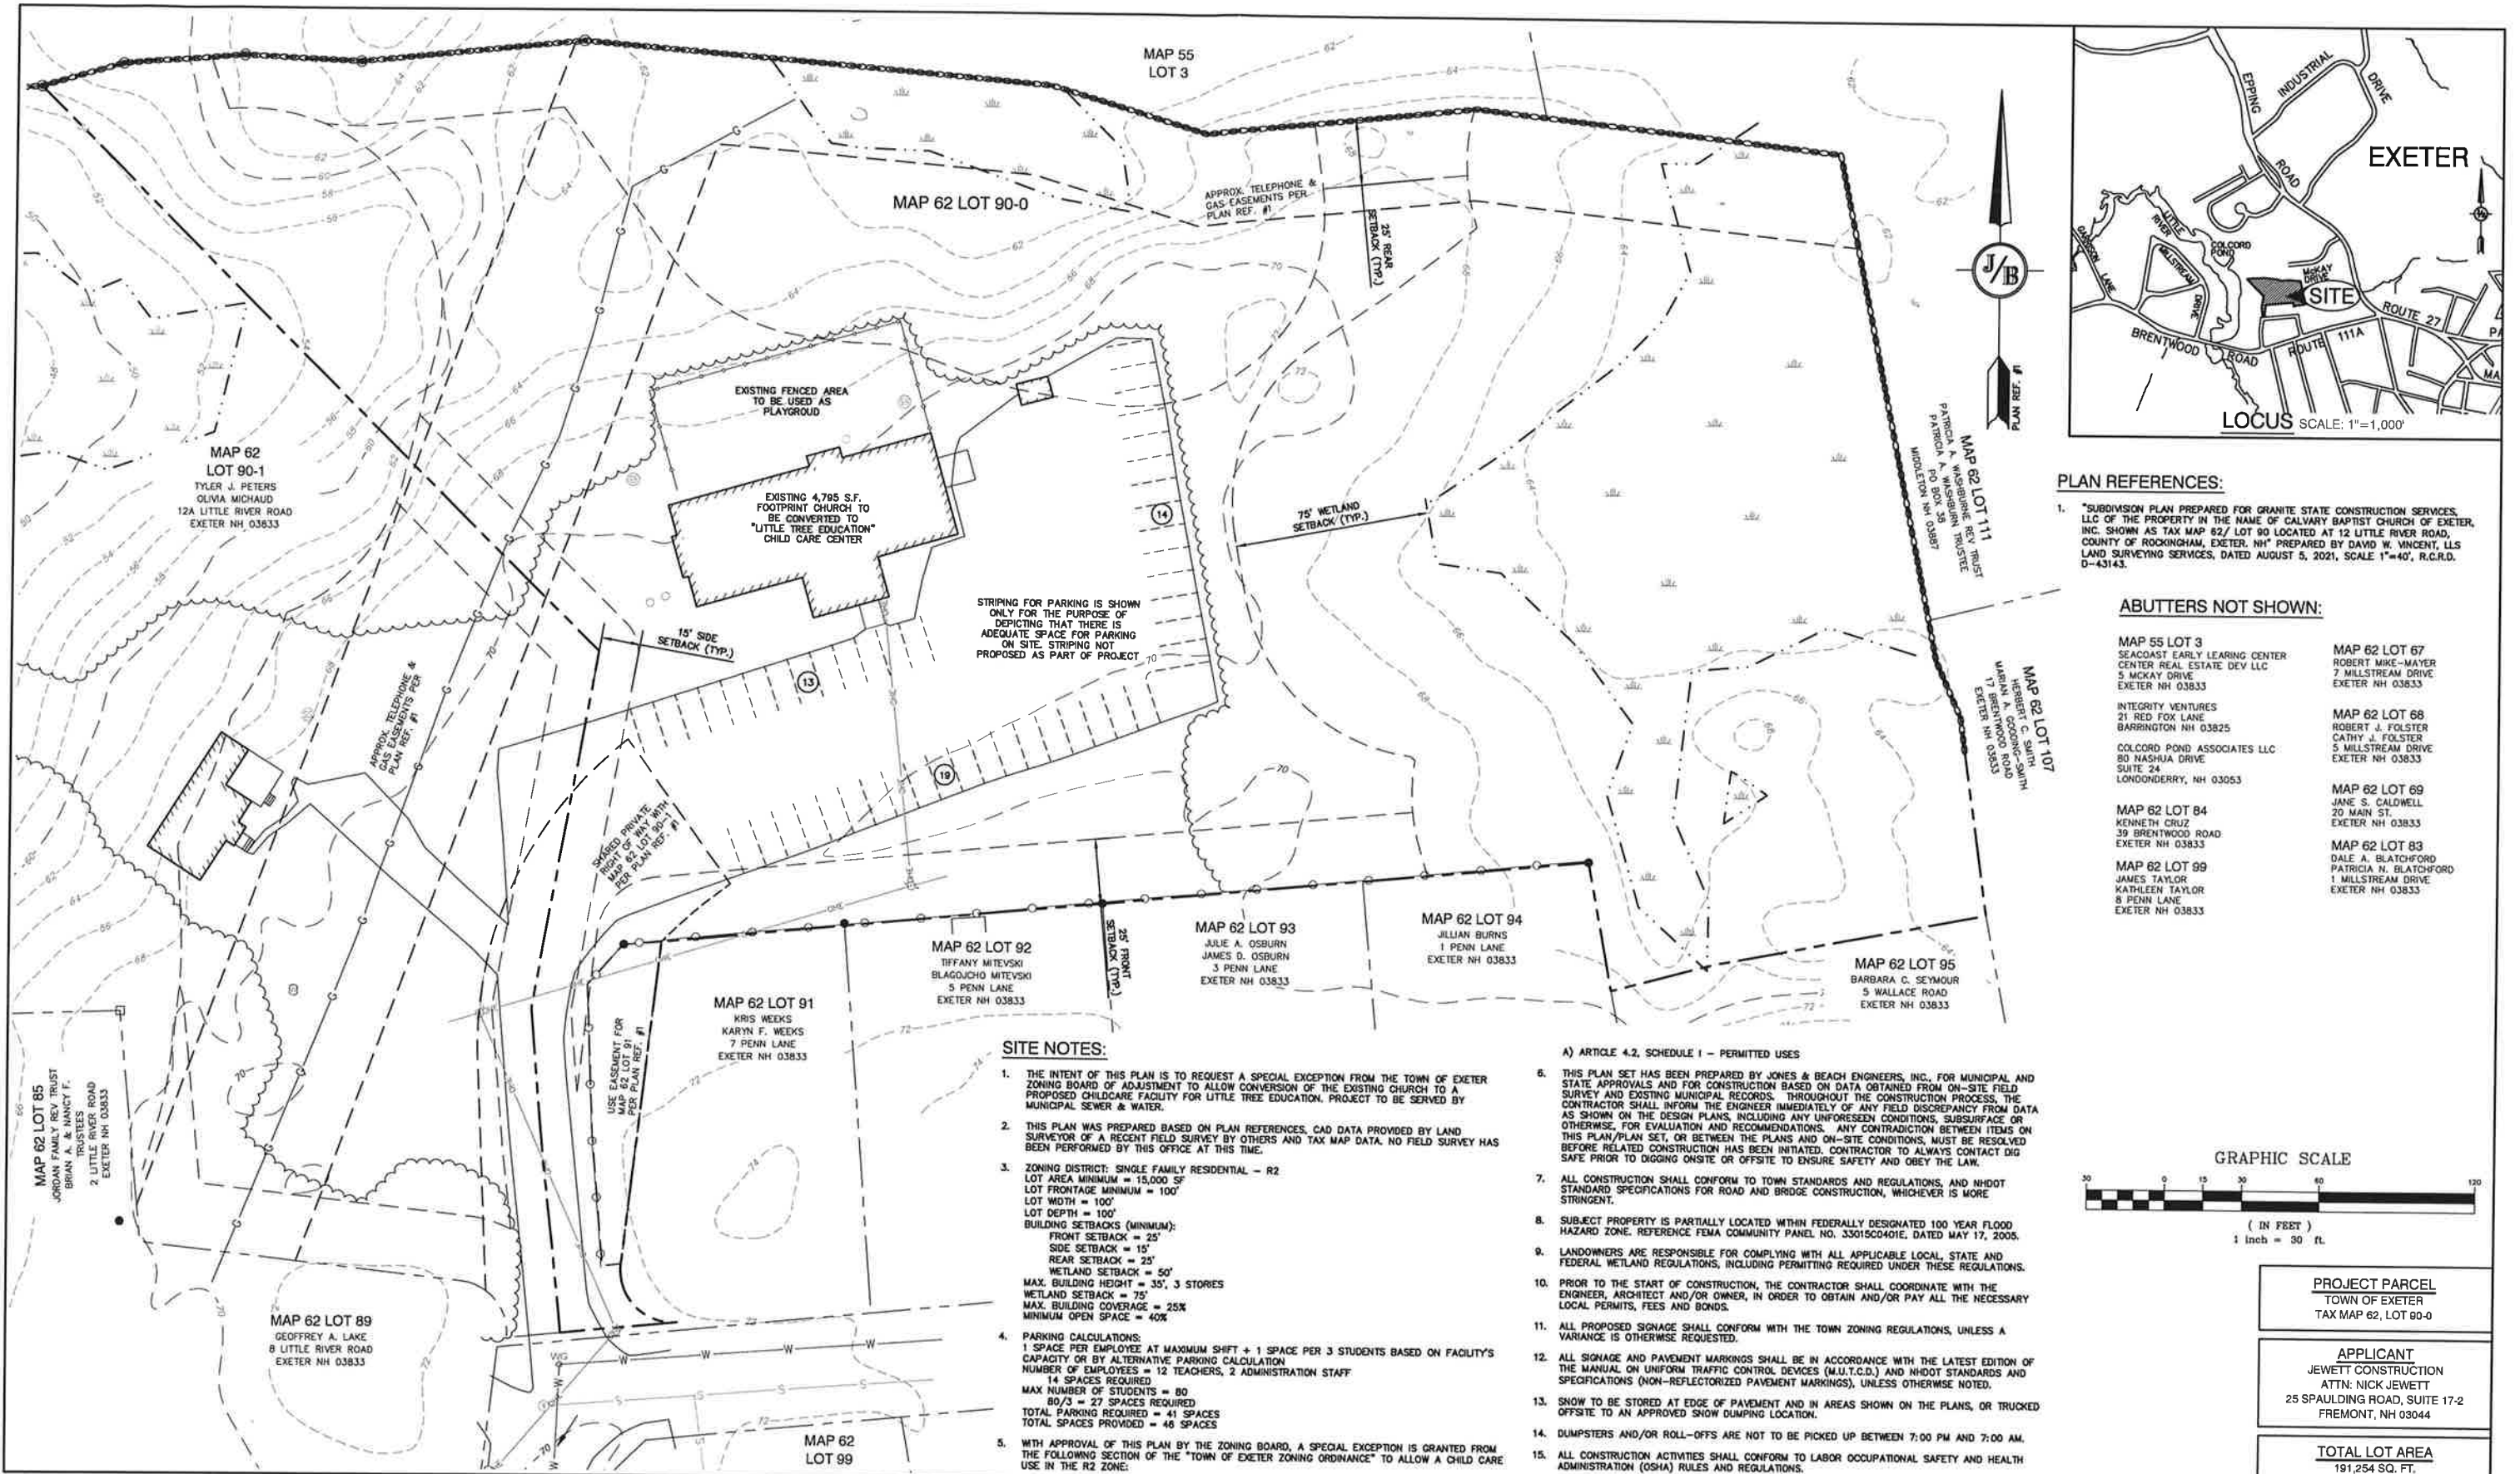 MAP 55
LOT 3
MAP 62 LOT 90-0
APPROX. TELEPHONE &
GAS EASEMENTS PER
PLAN REF. #1
25' REAR
SETBACK (TYP.)
EXISTING FENCED AREA
TO BE USED AS
PLAYGROUD
MAP 62
LOT 90-1
TYLER J. PETERS
OLIVIA MICHAUD
12A LITTLE RIVER ROAD
EXETER NH 03833
EXISTING 4,795 S.F.
FOOTPRINT CHURCH TO
BE CONVERTED TO
"LITTLE TREE EDUCATION"
CHILD CARE CENTER
14
75' WETLAND
SETBACK (TYP.)
STRIPING FOR PARKING IS SHOWN
ONLY FOR THE PURPOSE OF
DEPICTING THAT THERE IS
ADEQUATE SPACE FOR PARKING
ON SITE. STRIPING NOT
PROPOSED AS PART OF PROJECT
15' SIDE
SETBACK (TYP.)
13
19
APPROX. TELEPHONE &
GAS EASEMENTS PER
PLAN REF. #1
SHARED PRIVATE
RIGHT OF WAY WITH
MAP 62 LOT 90-1
PER PLAN REF. #1
USE EASEMENT FOR
MAP 62 LOT 91
PER PLAN REF. #1
25' FRONT
SETBACK (TYP.)
MAP 62 LOT 91
KRIS WEEKS
KARYN F. WEEKS
7 PENN LANE
EXETER NH 03833
MAP 62 LOT 92
TIFFANY MITEVSKI
BLAGOJCHO MITEVSKI
5 PENN LANE
EXETER NH 03833
MAP 62 LOT 93
JULIE A. OSBURN
JAMES D. OSBURN
3 PENN LANE
EXETER NH 03833
MAP 62 LOT 94
JILLIAN BURNS
1 PENN LANE
EXETER NH 03833
MAP 62 LOT 95
BARBARA C. SEYMOUR
5 WALLACE ROAD
EXETER NH 03833
MAP 62 LOT 111
PATRICIA A. WASHBURNE REV TRUST
PATRICIA A. WASHBURN TRUSTEE
PO BOX 38
MIDDLETON NH 03887
MAP 62 LOT 107
HERBERT C. SMITH
MARIAN A. GOODING-SMITH
17 BRENTWOOD ROAD
EXETER NH 03833
MAP 62 LOT 85
JORDAN FAMILY REV TRUST
BRIAN A. & NANCY F.
TRUSTEES
2 LITTLE RIVER ROAD
EXETER NH 03833
MAP 62 LOT 89
GEOFFREY A. LAKE
8 LITTLE RIVER ROAD
EXETER NH 03833
MAP 62
LOT 99
J/B
PLAN REF. #1
EPPING
ROAD
INDUSTRIAL
DRIVE
EXETER
LITTLE
RIVER
COLCORD
POND
GARRISON
LANE
MILLSTREAM
DRIVE
McKAY
DRIVE
SITE
ROUTE 27
ROUTE 111A
BRENTWOOD
ROAD
LOCUS SCALE: 1"=1,000'
PLAN REFERENCES:
1. "SUBDIVISION PLAN PREPARED FOR GRANITE STATE CONSTRUCTION SERVICES,
LLC OF THE PROPERTY IN THE NAME OF CALVARY BAPTIST CHURCH OF EXETER,
INC. SHOWN AS TAX MAP 62/ LOT 90 LOCATED AT 12 LITTLE RIVER ROAD,
COUNTY OF ROCKINGHAM, EXETER, NH" PREPARED BY DAVID W. VINCENT, LLS
LAND SURVEYING SERVICES, DATED AUGUST 5, 2021, SCALE 1"=40', R.C.R.D.
D-43143.
ABUTTERS NOT SHOWN:
MAP 55 LOT 3
SEACOAST EARLY LEARING CENTER
CENTER REAL ESTATE DEV LLC
5 MCKAY DRIVE
EXETER NH 03833
INTEGRITY VENTURES
21 RED FOX LANE
BARRINGTON NH 03825
COLCORD POND ASSOCIATES LLC
80 NASHUA DRIVE
SUITE 24
LONDONDERRY, NH 03053
MAP 62 LOT 84
KENNETH CRUZ
39 BRENTWOOD ROAD
EXETER NH 03833
MAP 62 LOT 99
JAMES TAYLOR
KATHLEEN TAYLOR
8 PENN LANE
EXETER NH 03833
MAP 62 LOT 67
ROBERT MIKE-MAYER
7 MILLSTREAM DRIVE
EXETER NH 03833
MAP 62 LOT 68
ROBERT J. FOLSTER
CATHY J. FOLSTER
5 MILLSTREAM DRIVE
EXETER NH 03833
MAP 62 LOT 69
JANE S. CALDWELL
20 MAIN ST.
EXETER NH 03833
MAP 62 LOT 83
DALE A. BLATCHFORD
PATRICIA N. BLATCHFORD
1 MILLSTREAM DRIVE
EXETER NH 03833
SITE NOTES:
1. THE INTENT OF THIS PLAN IS TO REQUEST A SPECIAL EXCEPTION FROM THE TOWN OF EXETER
ZONING BOARD OF ADJUSTMENT TO ALLOW CONVERSION OF THE EXISTING CHURCH TO A
PROPOSED CHILDCARE FACILITY FOR LITTLE TREE EDUCATION. PROJECT TO BE SERVED BY
MUNICIPAL SEWER & WATER.
2. THIS PLAN WAS PREPARED BASED ON PLAN REFERENCES, CAD DATA PROVIDED BY LAND
SURVEYOR OF A RECENT FIELD SURVEY BY OTHERS AND TAX MAP DATA. NO FIELD SURVEY HAS
BEEN PERFORMED BY THIS OFFICE AT THIS TIME.
3. ZONING DISTRICT: SINGLE FAMILY RESIDENTIAL - R2
LOT AREA MINIMUM = 15,000 SF
LOT FRONTAGE MINIMUM = 100'
LOT WIDTH = 100'
LOT DEPTH = 100'
BUILDING SETBACKS (MINIMUM):
FRONT SETBACK = 25'
SIDE SETBACK = 15'
REAR SETBACK = 25'
WETLAND SETBACK = 50'
MAX. BUILDING HEIGHT = 35', 3 STORIES
WETLAND SETBACK = 75'
MAX. BUILDING COVERAGE = 25%
MINIMUM OPEN SPACE = 40%
4. PARKING CALCULATIONS:
1 SPACE PER EMPLOYEE AT MAXIMUM SHIFT + 1 SPACE PER 3 STUDENTS BASED ON FACILITY'S
CAPACITY OR BY ALTERNATIVE PARKING CALCULATION
NUMBER OF EMPLOYEES = 12 TEACHERS, 2 ADMINISTRATION STAFF
14 SPACES REQUIRED
MAX NUMBER OF STUDENTS = 80
80/3 = 27 SPACES REQUIRED
TOTAL PARKING REQUIRED = 41 SPACES
TOTAL SPACES PROVIDED = 46 SPACES
5. WITH APPROVAL OF THIS PLAN BY THE ZONING BOARD, A SPECIAL EXCEPTION IS GRANTED FROM
THE FOLLOWING SECTION OF THE "TOWN OF EXETER ZONING ORDINANCE" TO ALLOW A CHILD CARE
USE IN THE R2 ZONE:
A) ARTICLE 4.2, SCHEDULE I - PERMITTED USES
6. THIS PLAN SET HAS BEEN PREPARED BY JONES & BEACH ENGINEERS, INC., FOR MUNICIPAL AND
STATE APPROVALS AND FOR CONSTRUCTION BASED ON DATA OBTAINED FROM ON-SITE FIELD
SURVEY AND EXISTING MUNICIPAL RECORDS. THROUGHOUT THE CONSTRUCTION PROCESS, THE
CONTRACTOR SHALL INFORM THE ENGINEER IMMEDIATELY OF ANY FIELD DISCREPANCY FROM DATA
AS SHOWN ON THE DESIGN PLANS, INCLUDING ANY UNFORESEEN CONDITIONS, SUBSURFACE OR
OTHERWISE, FOR EVALUATION AND RECOMMENDATIONS. ANY CONTRADICTION BETWEEN ITEMS ON
THIS PLAN/PLAN SET, OR BETWEEN THE PLANS AND ON-SITE CONDITIONS, MUST BE RESOLVED
BEFORE RELATED CONSTRUCTION HAS BEEN INITIATED. CONTRACTOR TO ALWAYS CONTACT DIG
SAFE PRIOR TO DIGGING ONSITE OR OFFSITE TO ENSURE SAFETY AND OBEY THE LAW.
7. ALL CONSTRUCTION SHALL CONFORM TO TOWN STANDARDS AND REGULATIONS, AND NHDOT
STANDARD SPECIFICATIONS FOR ROAD AND BRIDGE CONSTRUCTION, WHICHEVER IS MORE
STRINGENT.
8. SUBJECT PROPERTY IS PARTIALLY LOCATED WITHIN FEDERALLY DESIGNATED 100 YEAR FLOOD
HAZARD ZONE. REFERENCE FEMA COMMUNITY PANEL NO. 33015C0401E, DATED MAY 17, 2005.
9. LANDOWNERS ARE RESPONSIBLE FOR COMPLYING WITH ALL APPLICABLE LOCAL, STATE AND
FEDERAL WETLAND REGULATIONS, INCLUDING PERMITTING REQUIRED UNDER THESE REGULATIONS.
10. PRIOR TO THE START OF CONSTRUCTION, THE CONTRACTOR SHALL COORDINATE WITH THE
ENGINEER, ARCHITECT AND/OR OWNER, IN ORDER TO OBTAIN AND/OR PAY ALL THE NECESSARY
LOCAL PERMITS, FEES AND BONDS.
11. ALL PROPOSED SIGNAGE SHALL CONFORM WITH THE TOWN ZONING REGULATIONS, UNLESS A
VARIANCE IS OTHERWISE REQUESTED.
12. ALL SIGNAGE AND PAVEMENT MARKINGS SHALL BE IN ACCORDANCE WITH THE LATEST EDITION OF
THE MANUAL ON UNIFORM TRAFFIC CONTROL DEVICES (M.U.T.C.D.) AND NHDOT STANDARDS AND
SPECIFICATIONS (NON-REFLECTORIZED PAVEMENT MARKINGS), UNLESS OTHERWISE NOTED.
13. SNOW TO BE STORED AT EDGE OF PAVEMENT AND IN AREAS SHOWN ON THE PLANS, OR TRUCKED
OFFSITE TO AN APPROVED SNOW DUMPING LOCATION.
14. DUMPSTERS AND/OR ROLL-OFFS ARE NOT TO BE PICKED UP BETWEEN 7:00 PM AND 7:00 AM.
15. ALL CONSTRUCTION ACTIVITIES SHALL CONFORM TO LABOR OCCUPATIONAL SAFETY AND HEALTH
ADMINISTRATION (OSHA) RULES AND REGULATIONS.
GRAPHIC SCALE
30 0 15 30 60 120
( IN FEET )
1 inch = 30 ft.
PROJECT PARCEL
TOWN OF EXETER
TAX MAP 62, LOT 90-0
APPLICANT
JEWETT CONSTRUCTION
ATTN: NICK JEWETT
25 SPAULDING ROAD, SUITE 17-2
FREMONT, NH 03044
TOTAL LOT AREA
191,254 SQ. FT.